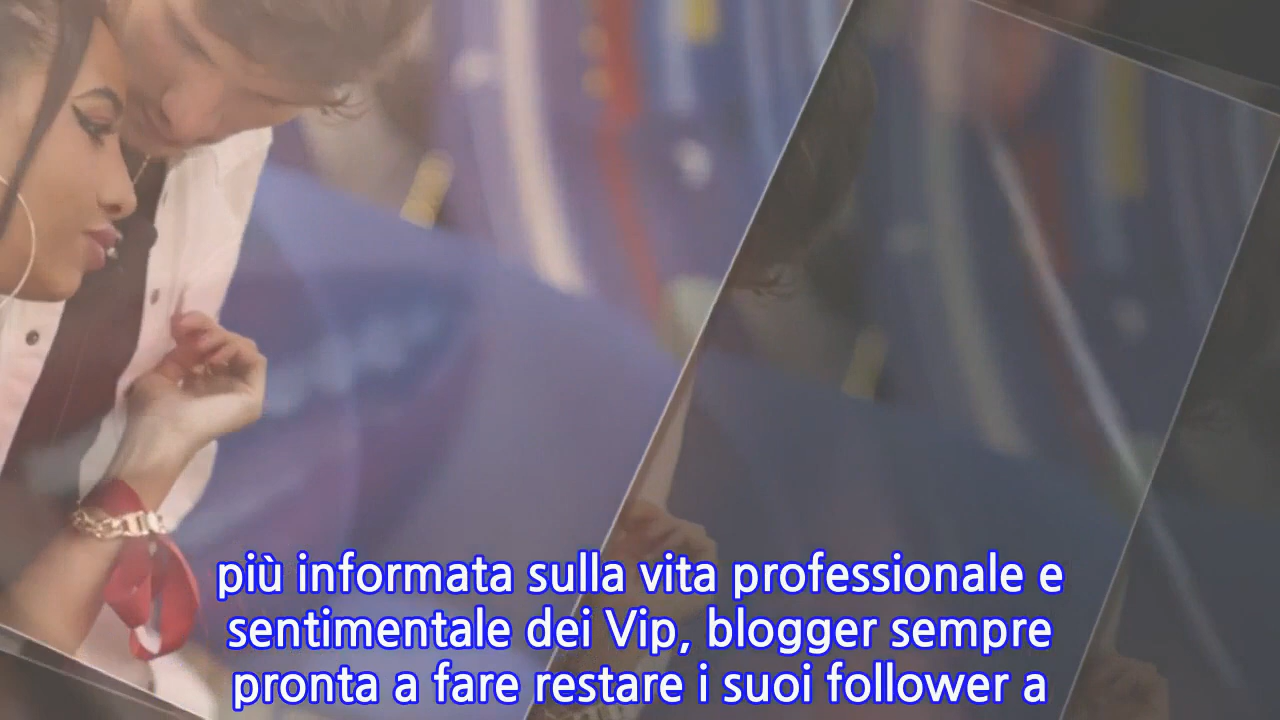 più informata sulla vita professionale e
sentimentale dei Vip, blogger sempre
pronta a fare restare i suoi follower a